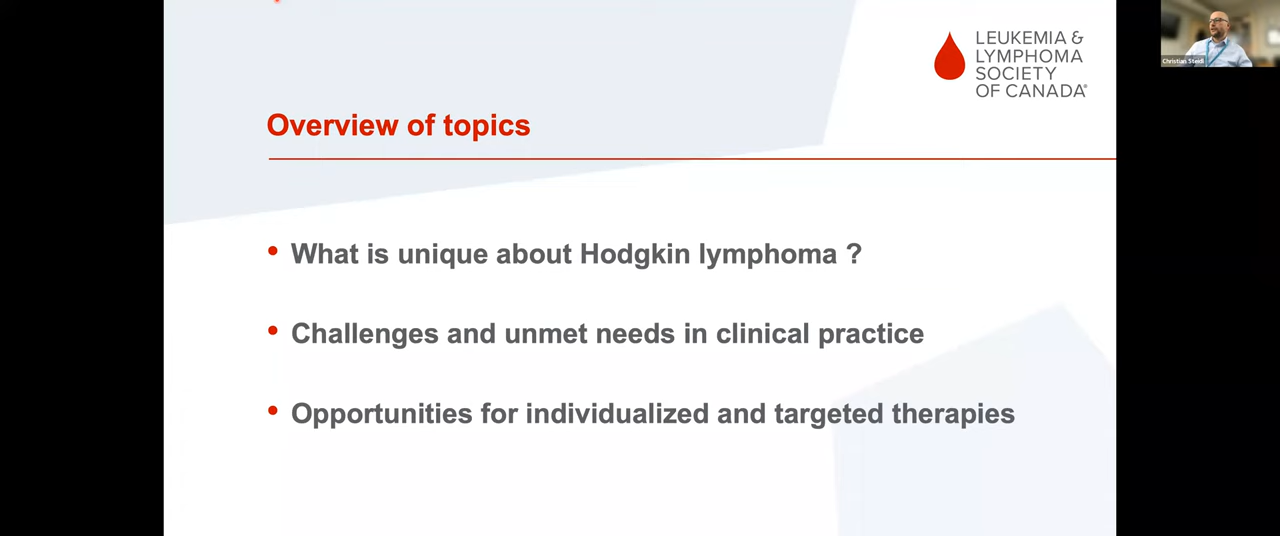 LEUKEMIA &
LYMPHOMA
SOCIETY
OF CANADA®
Christian Steidl
Overview of topics
• What is unique about Hodgkin lymphoma ?
• Challenges and unmet needs in clinical practice
• Opportunities for individualized and targeted therapies